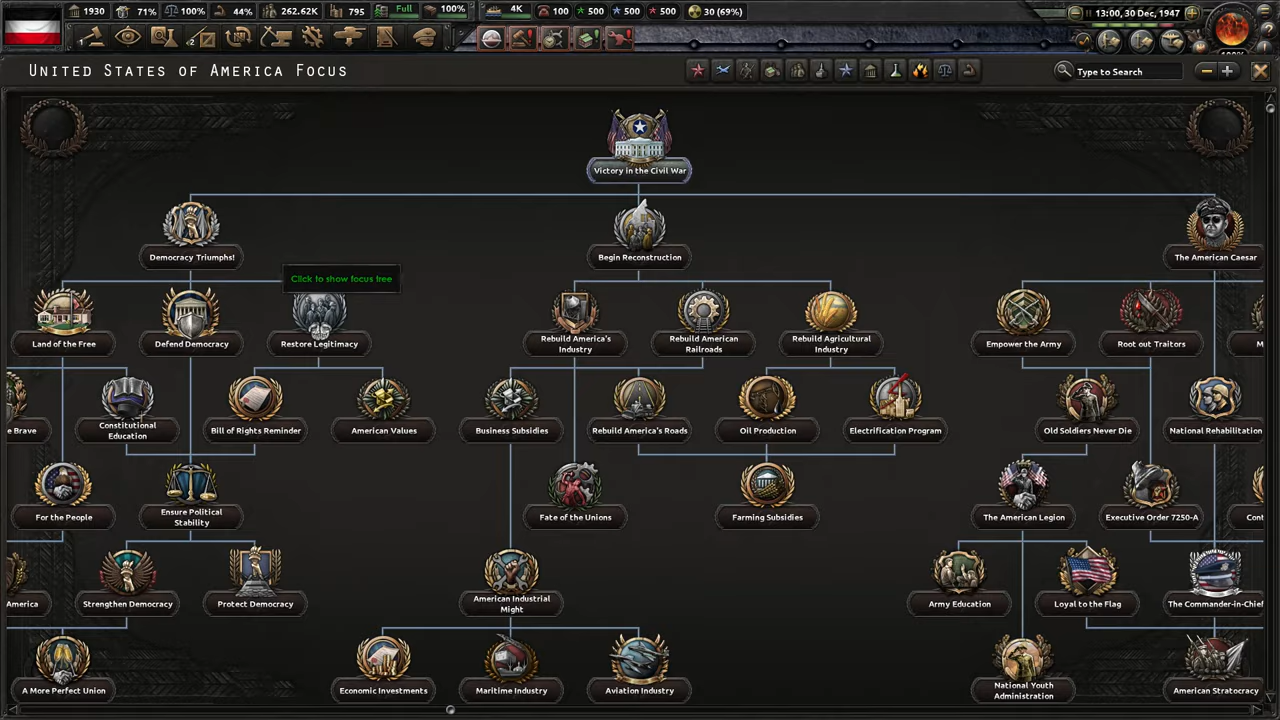 1930
71%
100%
44%
262.62K
795
Full
100%
4K
100
500
500
500
30 (69%)
13:00, 30 Dec, 1947
1
2
United States of America Focus
Type to Search
Victory in the Civil War
Democracy Triumphs!
Begin Reconstruction
The American Caesar
Click to show focus tree
Land of the Free
Defend Democracy
Restore Legitimacy
Rebuild America's
Industry
Rebuild American
Railroads
Rebuild Agricultural
Industry
Empower the Army
Root out Traitors
M
e Brave
Constitutional
Education
Bill of Rights Reminder
American Values
Business Subsidies
Rebuild America's Roads
Oil Production
Electrification Program
Old Soldiers Never Die
National Rehabilitation
For the People
Ensure Political
Stability
Fate of the Unions
Farming Subsidies
The American Legion
Executive Order 7250-A
Cont
America
Strengthen Democracy
Protect Democracy
American Industrial
Might
Army Education
Loyal to the Flag
The Commander-in-Chief
A More Perfect Union
Economic Investments
Maritime Industry
Aviation Industry
National Youth
Administration
American Stratocracy